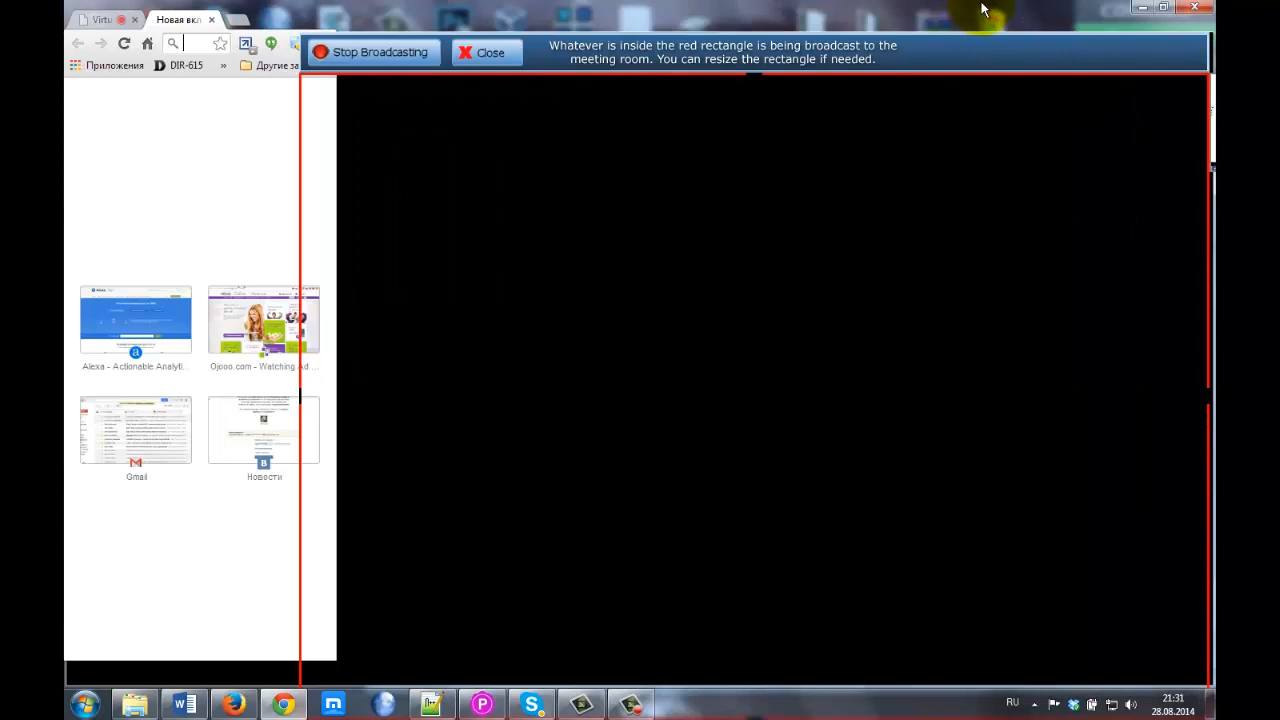 Virtu
Новая вкл
Приложения
DIR-615
»
Другие за
Stop Broadcasting
Close
Whatever is inside the red rectangle is being broadcast to the
meeting room. You can resize the rectangle if needed.
Alexa - Actionable Analyti...
Ojooo.com - Watching Ad ...
Gmail
Новости
RU
21:31
28.08.2014